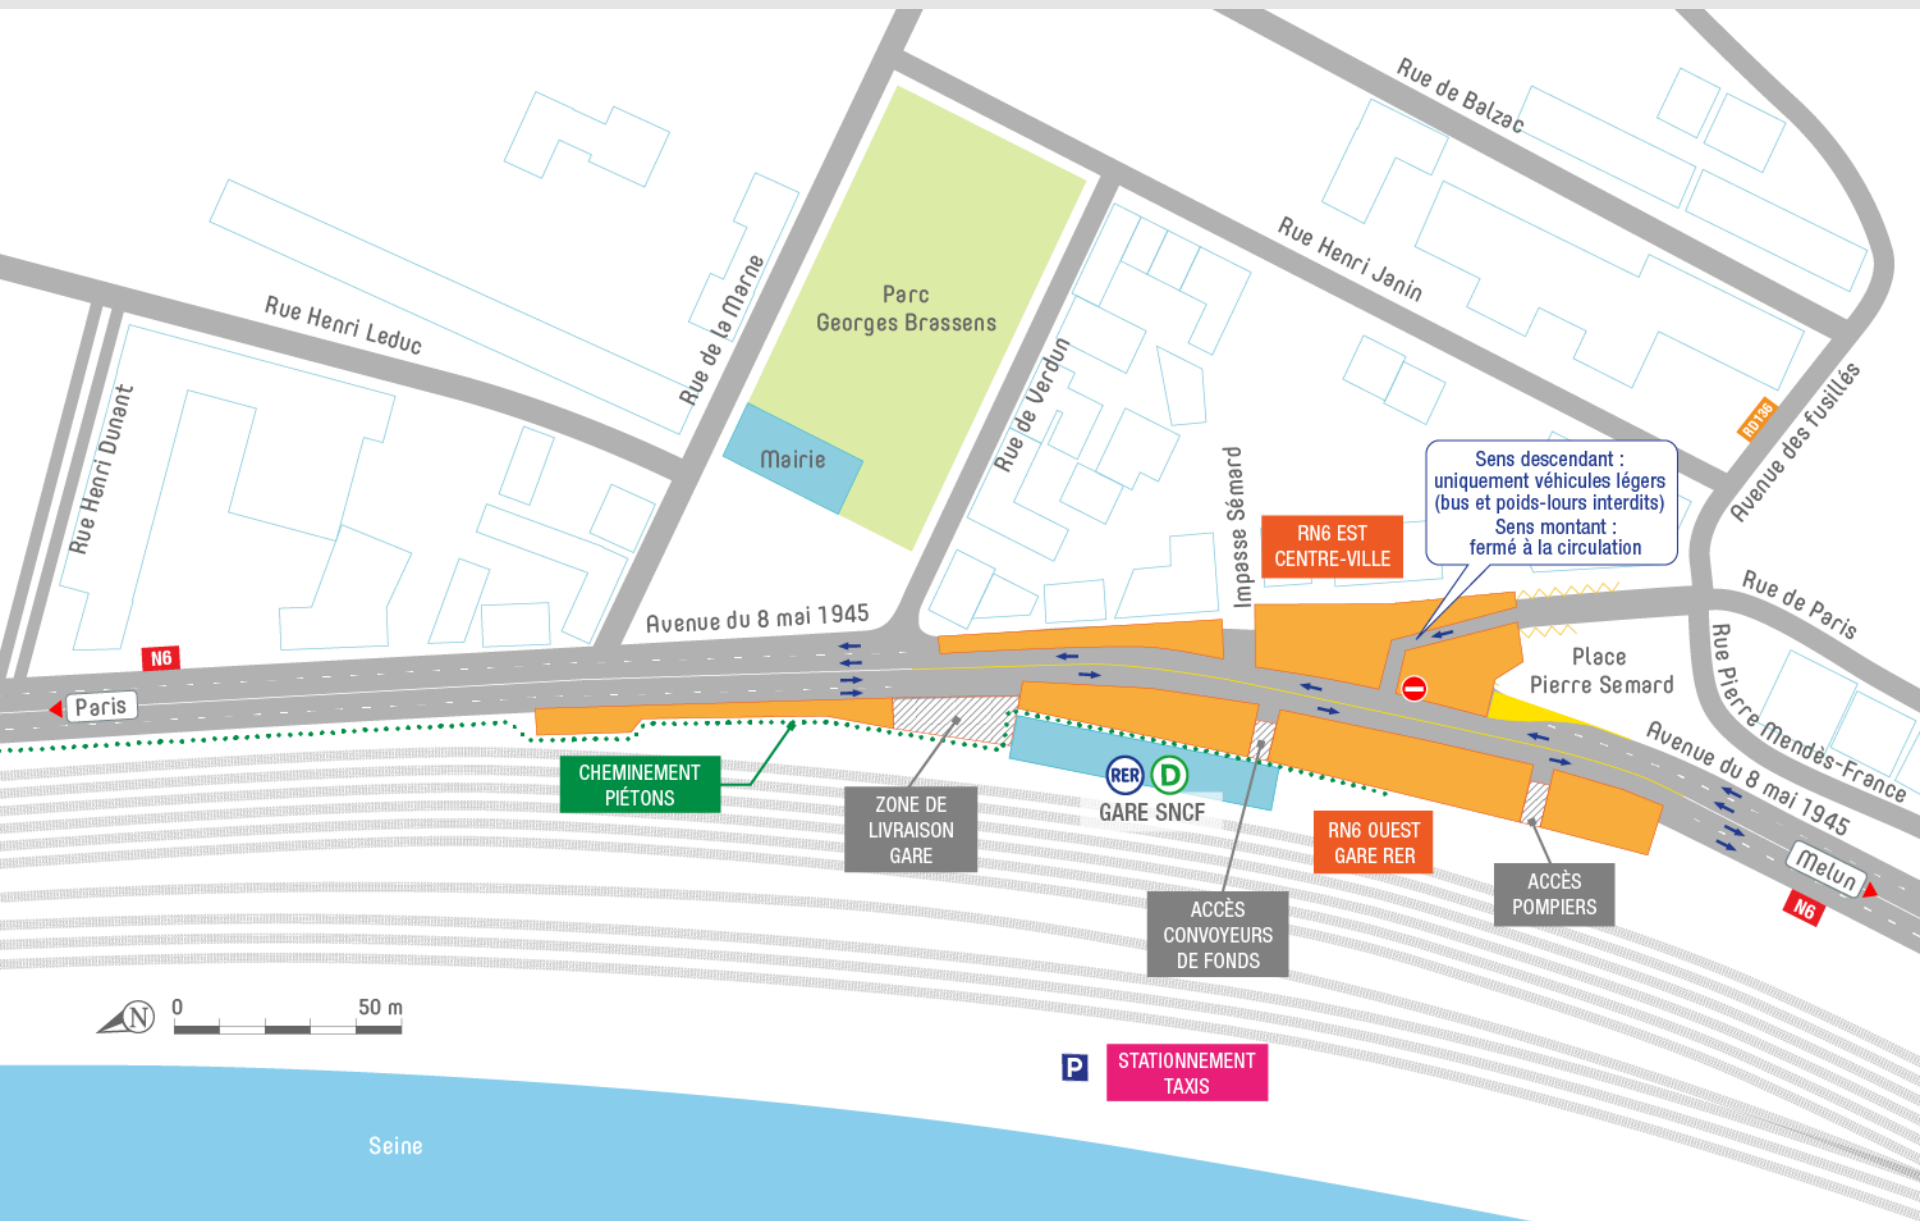 Rue de Balzac
Rue Henri Janin
Rue Henri Leduc
Rue de la Marne
Parc
Georges Brassens
Rue Henri Dunant
Rue de Verdun
Mairie
RD136
Avenue des fusillés
Impasse Sémard
Sens descendant :
uniquement véhicules légers
(bus et poids-lours interdits)
Sens montant :
fermé à la circulation
RN6 EST
CENTRE-VILLE
Rue de Paris
Avenue du 8 mai 1945
N6
Paris
Place
Pierre Semard
Rue Pierre Mendès-France
Avenue du 8 mai 1945
CHEMINEMENT
PIÉTONS
ZONE DE
LIVRAISON
GARE
RER
D
GARE SNCF
RN6 OUEST
GARE RER
ACCÈS
CONVOYEURS
DE FONDS
ACCÈS
POMPIERS
Melun
N6
N
0 50 m
P
STATIONNEMENT
TAXIS
Seine